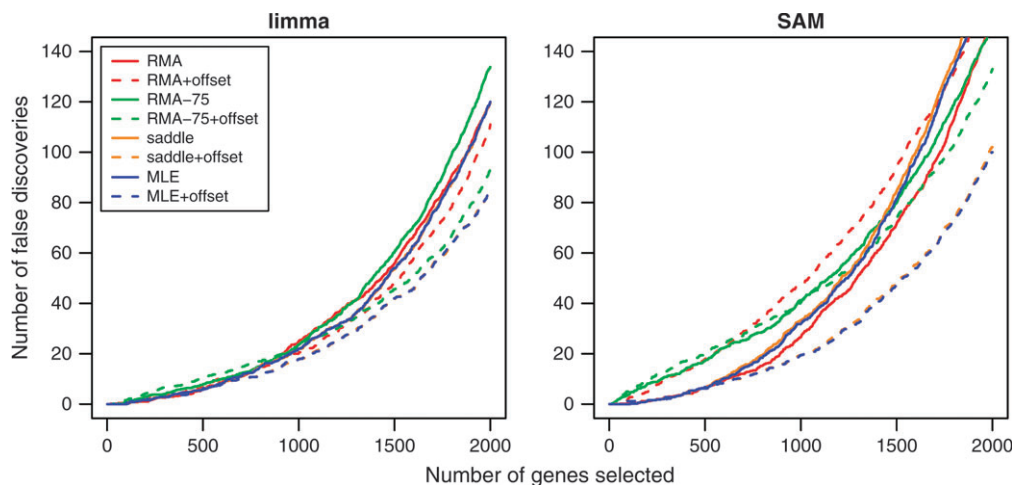 limma
SAM
Number of false discoveries
140
120
100
80
60
40
20
0
RMA
RMA+offset
RMA−75
RMA−75+offset
saddle
saddle+offset
MLE
MLE+offset
0 500 1000 1500 2000
140
120
100
80
60
40
20
0
0 500 1000 1500 2000
Number of genes selected